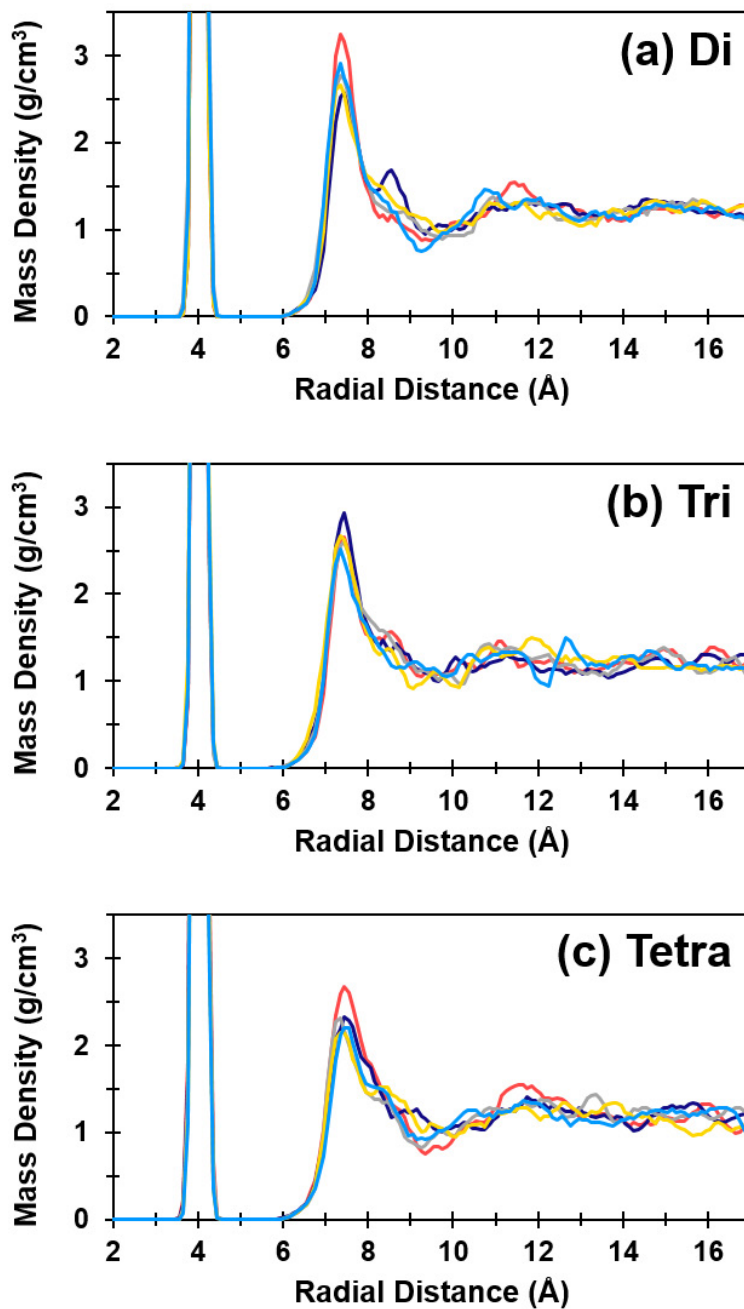 (a) Di
Mass Density (g/cm³)
3
2
1
0
2 4 6 8 10 12 14 16
Radial Distance (Å)
(b) Tri
Mass Density (g/cm³)
3
2
1
0
2 4 6 8 10 12 14 16
Radial Distance (Å)
(c) Tetra
Mass Density (g/cm³)
3
2
1
0
2 4 6 8 10 12 14 16
Radial Distance (Å)